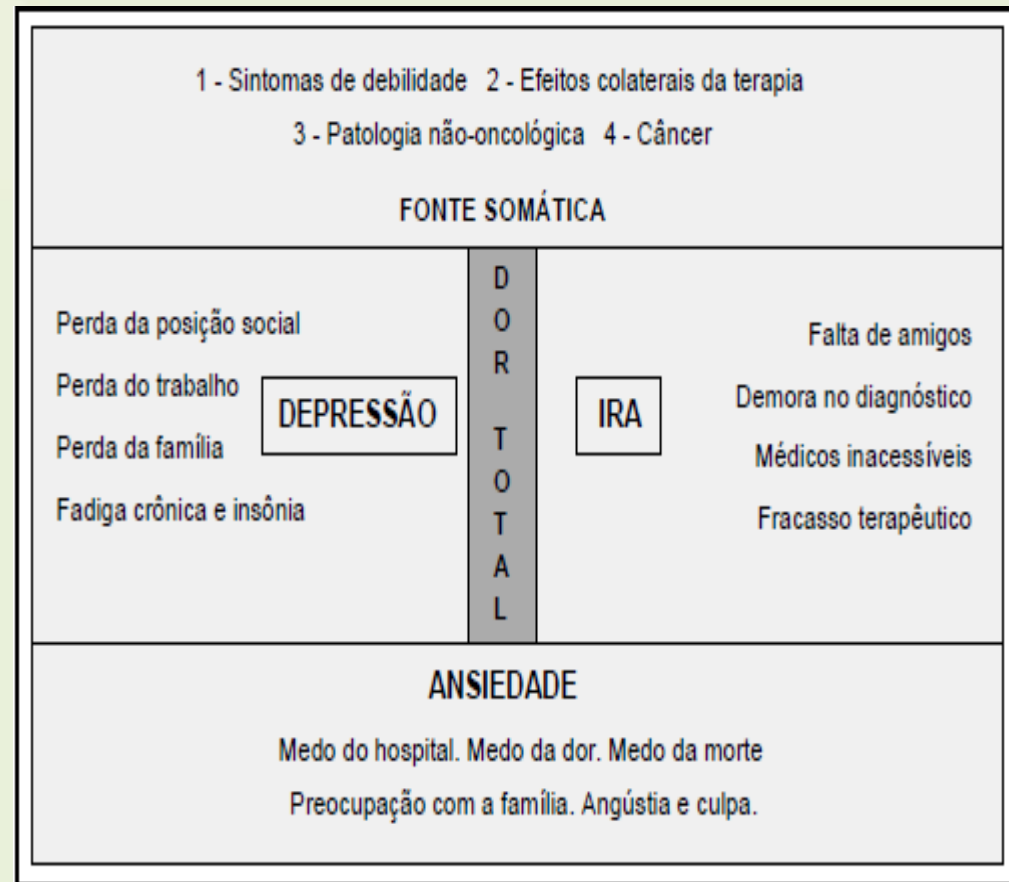 1 - Sintomas de debilidade 2 - Efeitos colaterais da terapia
3 - Patologia não-oncológica 4 - Câncer
FONTE SOMÁTICA
Perda da posição social
Perda do trabalho
Perda da família
Fadiga crônica e insônia
DEPRESSÃO
DOR TOTAL
IRA
Falta de amigos
Demora no diagnóstico
Médicos inacessíveis
Fracasso terapêutico
ANSIEDADE
Medo do hospital. Medo da dor. Medo da morte
Preocupação com a família. Angústia e culpa.